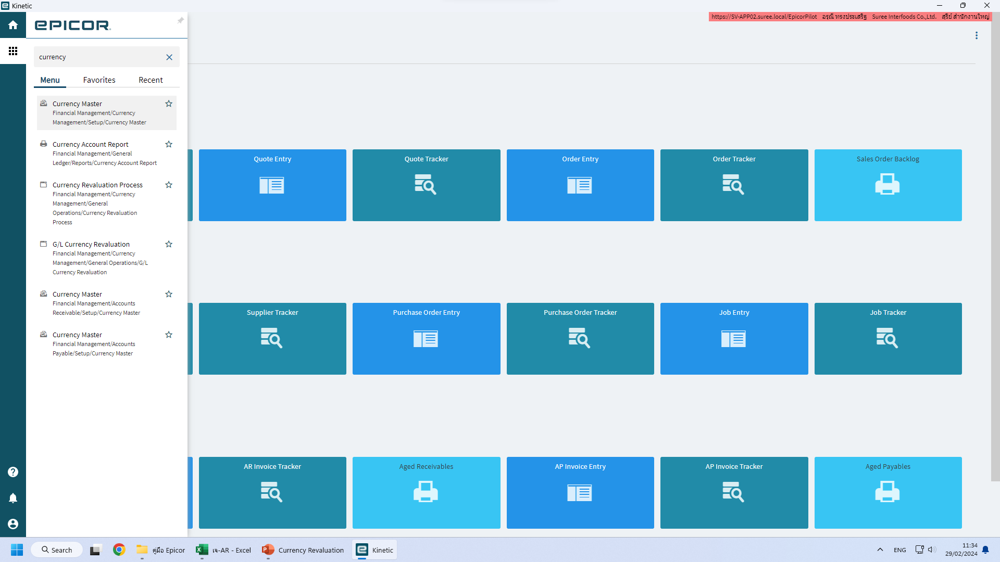 Kinetic
https://SV-APP02.suree.local/EpicorPilot อรุณี ทรงประเสริฐ Suree Interfoods Co.,Ltd. สุรีย์ สำนักงานใหญ่
EPICOR
currency
Menu Favorites Recent
Currency Master
Financial Management/Currency
Management/Setup/Currency Master
Currency Account Report
Financial Management/General
Ledger/Reports/Currency Account Report
Currency Revaluation Process
Financial Management/Currency
Management/General
Operations/Currency Revaluation
Process
G/L Currency Revaluation
Financial Management/Currency
Management/General Operations/G/L
Currency Revaluation
Currency Master
Financial Management/Accounts
Receivable/Setup/Currency Master
Currency Master
Financial Management/Accounts
Payable/Setup/Currency Master
Quote Entry Quote Tracker Order Entry Order Tracker Sales Order Backlog
Supplier Tracker Purchase Order Entry Purchase Order Tracker Job Entry Job Tracker
AR Invoice Tracker Aged Receivables AP Invoice Entry AP Invoice Tracker Aged Payables
Search คู่มือ Epicor เจ-AR - Excel Currency Revaluation Kinetic ENG
11:34
29/02/2024